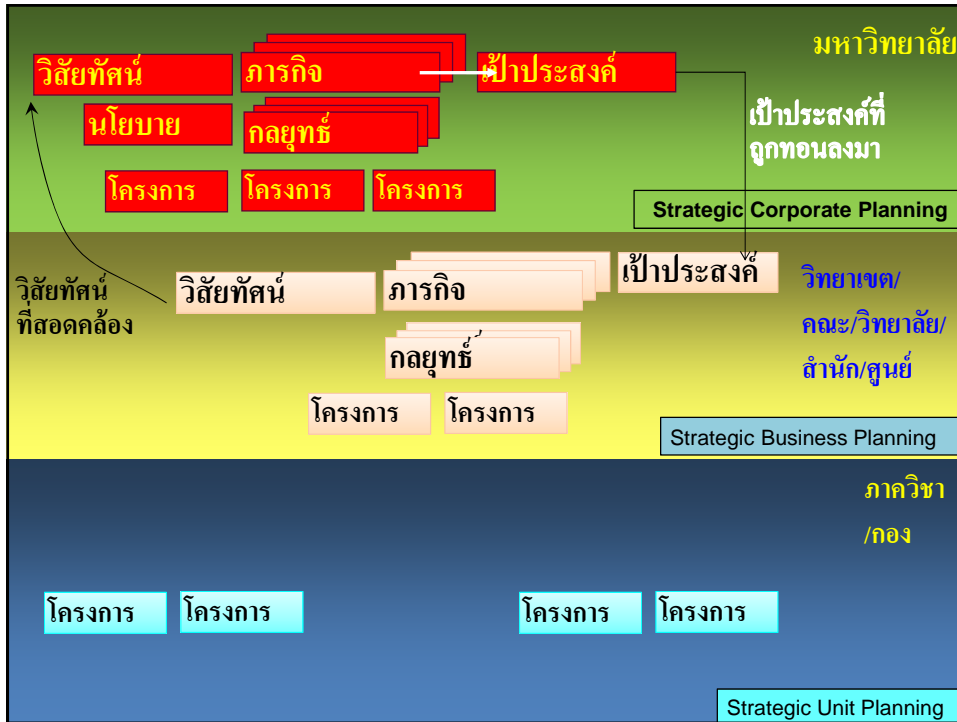 มหาวิทยาลัย
วิสัยทัศน์
ภารกิจ
เป้าประสงค์
นโยบาย
กลยุทธ์
เป้าประสงค์ที่
ถูกทอนลงมา
โครงการ
โครงการ
โครงการ
Strategic Corporate Planning
วิสัยทัศน์
ที่สอดคล้อง
วิสัยทัศน์
ภารกิจ
เป้าประสงค์
วิทยาเขต/
คณะ/วิทยาลัย/
สำนัก/ศูนย์
กลยุทธ์
โครงการ
โครงการ
Strategic Business Planning
ภาควิชา
/กอง
โครงการ
โครงการ
โครงการ
โครงการ
Strategic Unit Planning